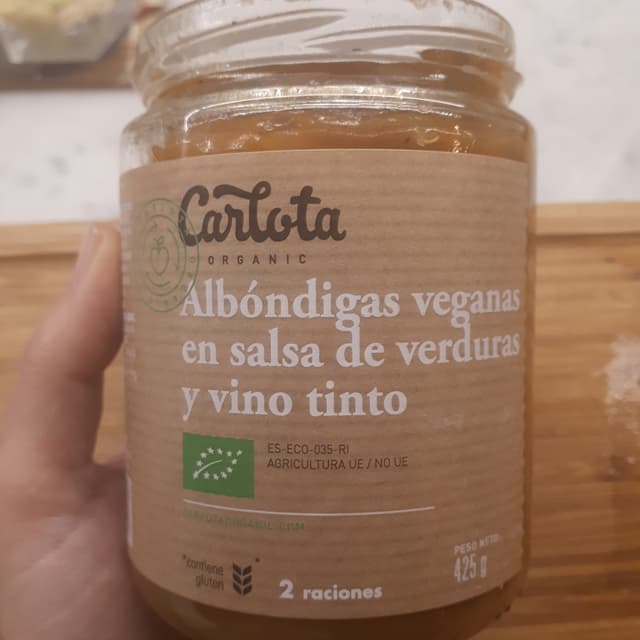 Carlota
ORGANIC
Albóndigas veganas
en salsa de verduras
y vino tinto
ES-ECO-035-RI
AGRICULTURA UE / NO UE
*contiene
gluten
2 raciones
PESO NETO:
425 g